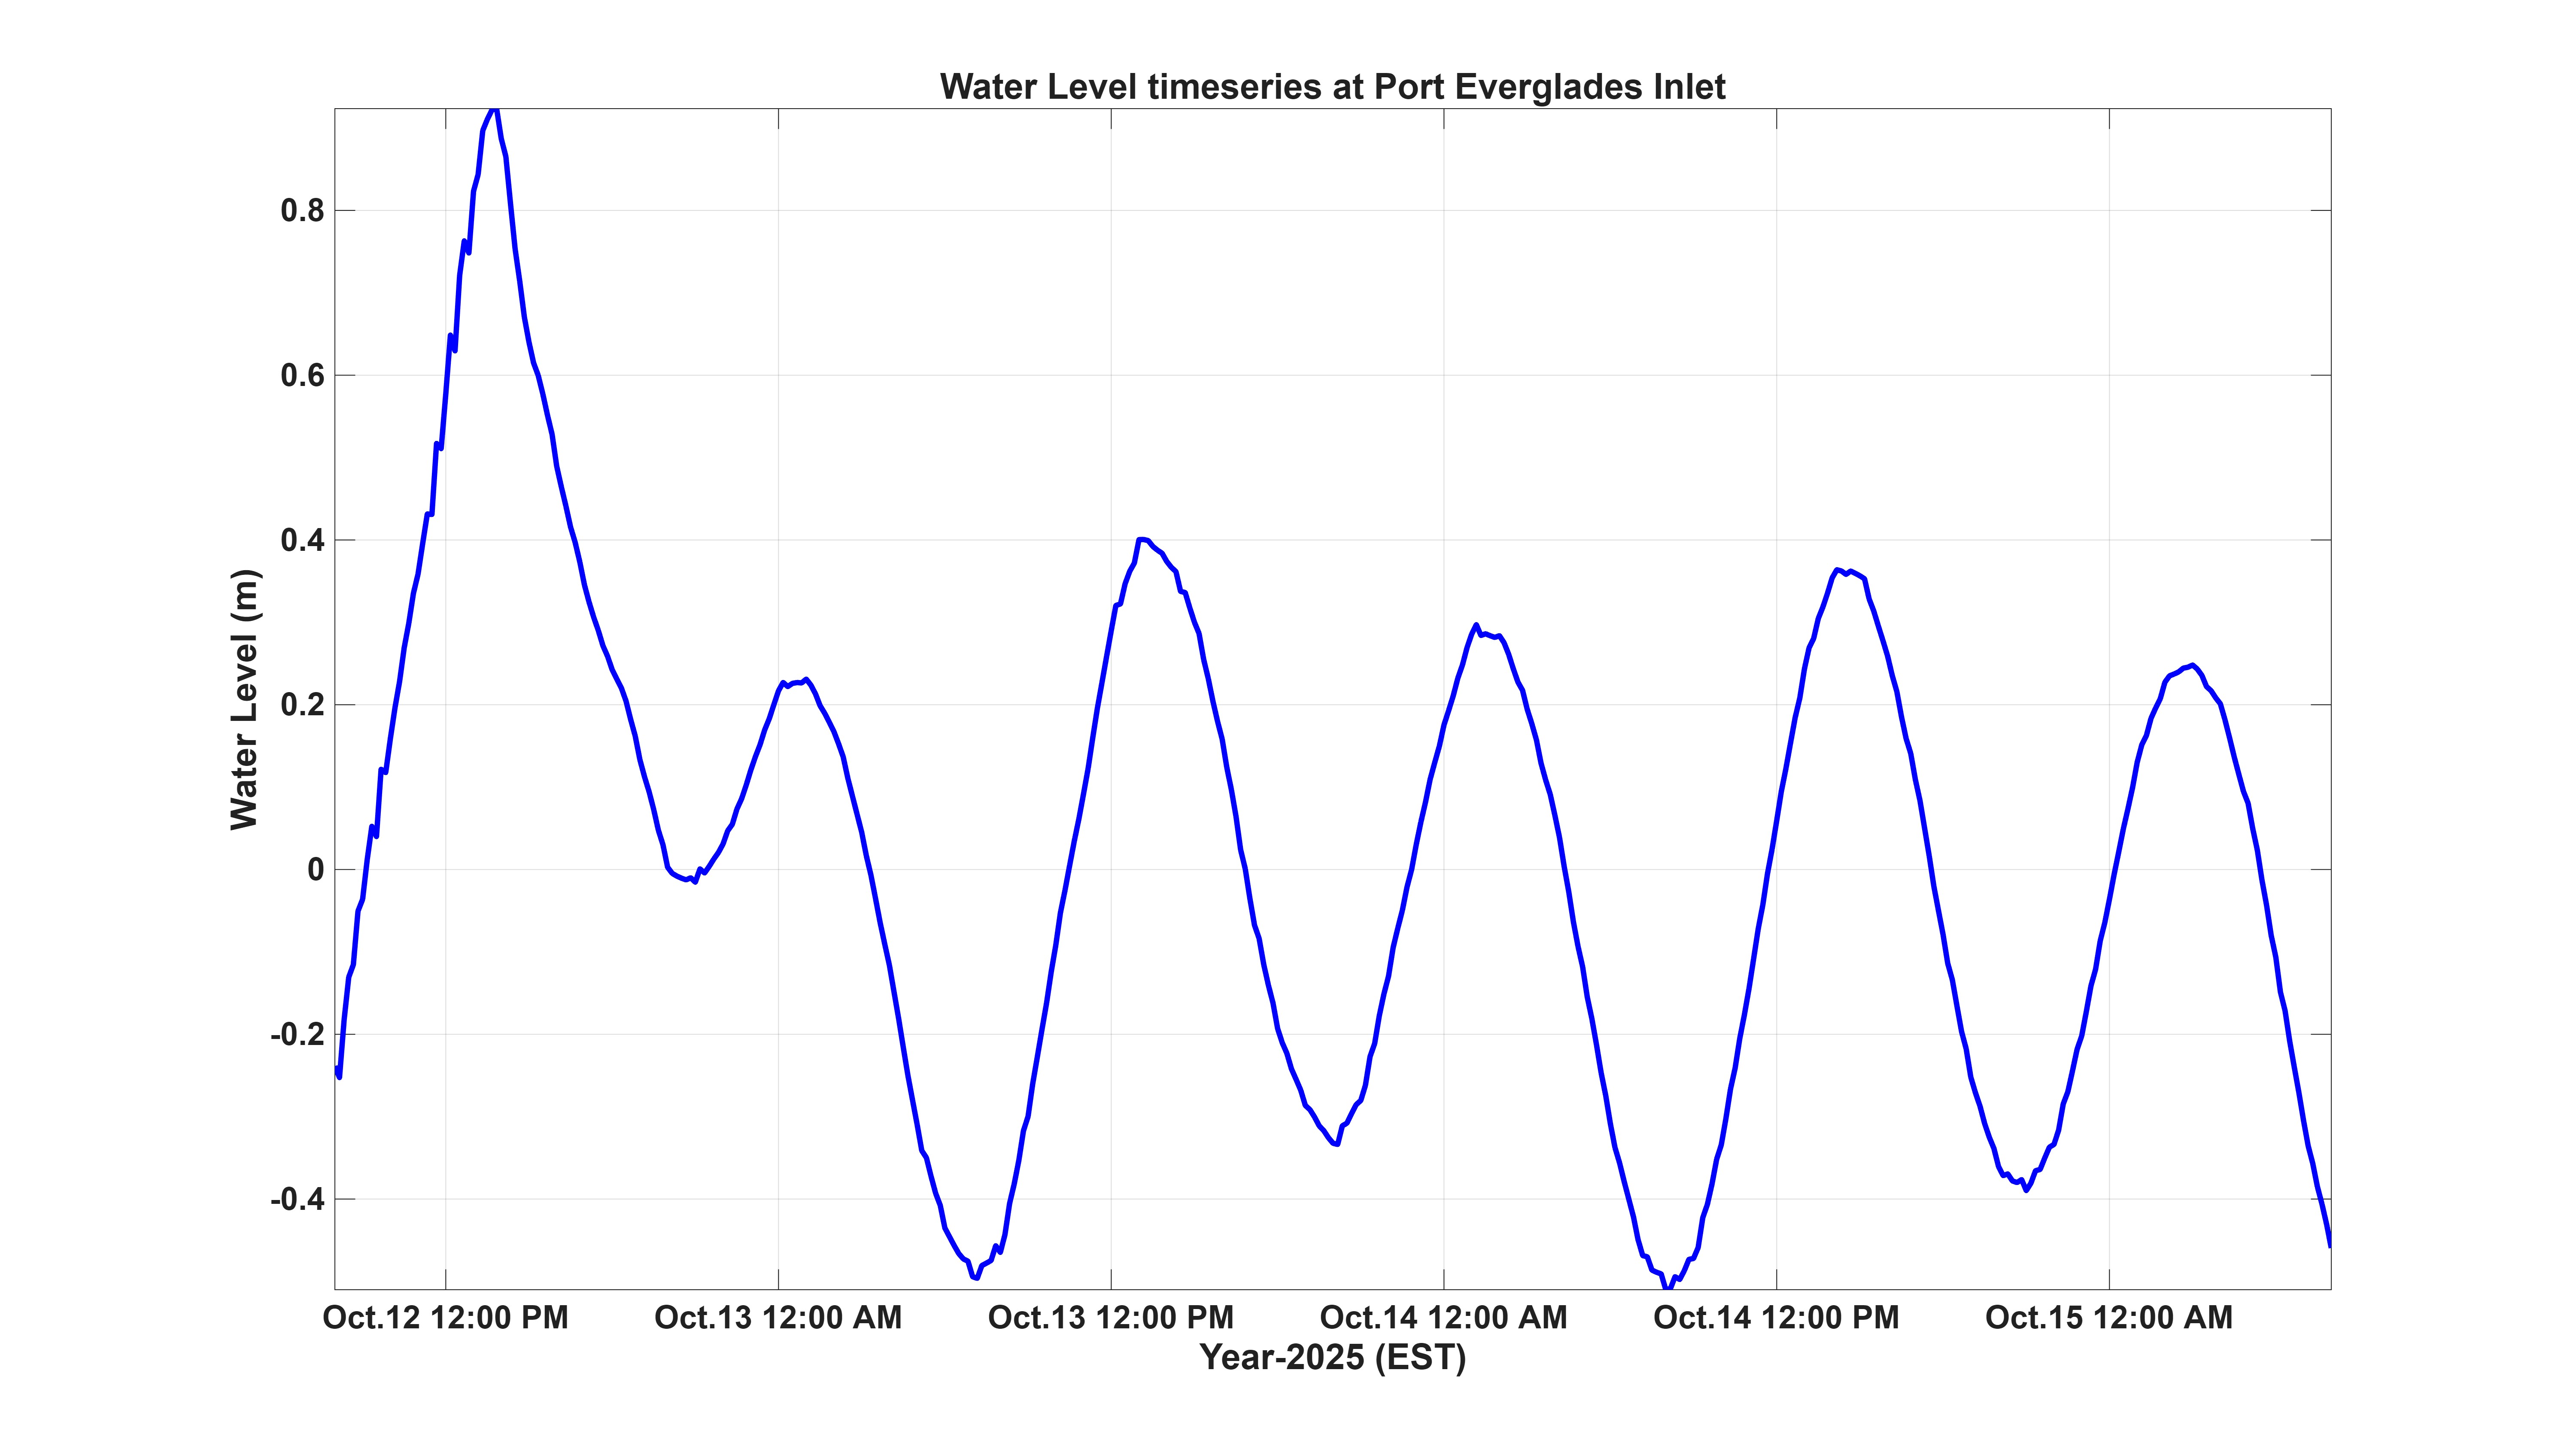 Water Level timeseries at Port Everglades Inlet
0.8
0.6
0.4
0.2
0
-0.2
-0.4
Water Level (m)
Oct.12 12:00 PM Oct.13 12:00 AM Oct.13 12:00 PM Oct.14 12:00 AM Oct.14 12:00 PM Oct.15 12:00 AM
Year-2025 (EST)